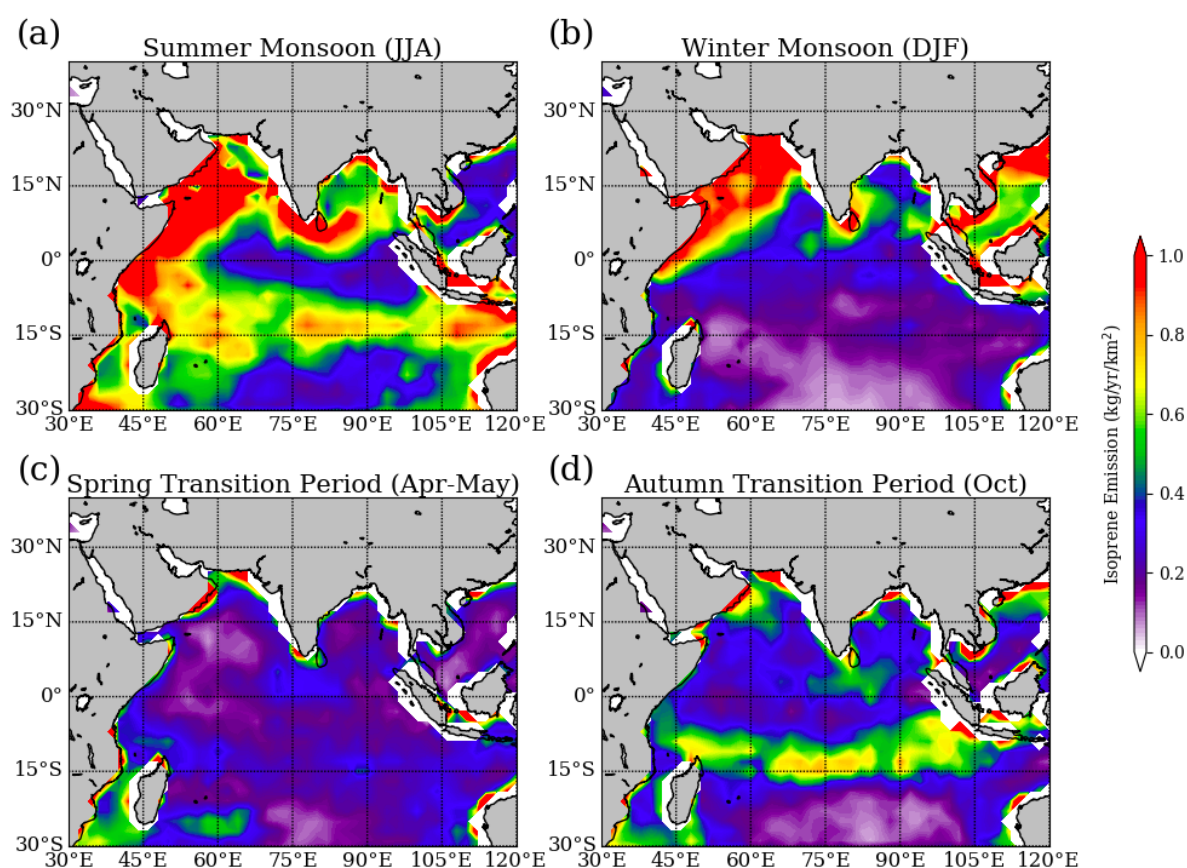 (a)
Summer Monsoon (JJA)
30°N
15°N
0°
15°S
30°S
30°E 45°E 60°E 75°E 90°E 105°E 120°E
(b)
Winter Monsoon (DJF)
30°N
15°N
0°
15°S
30°S
30°E 45°E 60°E 75°E 90°E 105°E 120°E
(c)
Spring Transition Period (Apr-May)
30°N
15°N
0°
15°S
30°S
30°E 45°E 60°E 75°E 90°E 105°E 120°E
(d)
Autumn Transition Period (Oct)
30°N
15°N
0°
15°S
30°S
30°E 45°E 60°E 75°E 90°E 105°E 120°E
1.0
0.8
0.6
0.4
0.2
0.0
Isoprene Emission (kg/yr/km²)